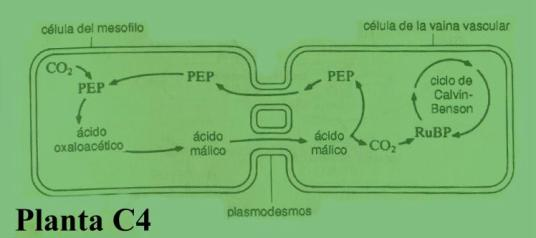 célula del mesofilo
célula de la vaina vascular
CO₂
PEP
PEP
PEP
ciclo de
Calvin-
Benson
ácido
oxaloacético
ácido
málico
ácido
málico
CO₂
RuBP
plasmodesmos
Planta C4